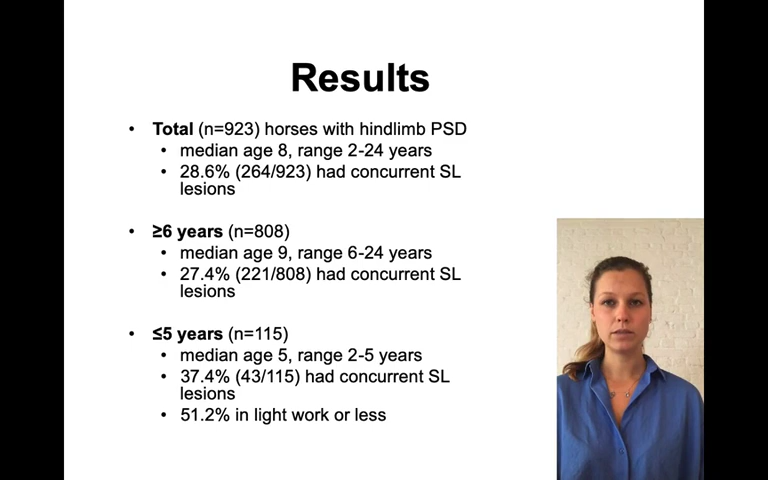 Results
• Total (n=923) horses with hindlimb PSD
• median age 8, range 2-24 years
• 28.6% (264/923) had concurrent SL
lesions
• ≥6 years (n=808)
• median age 9, range 6-24 years
• 27.4% (221/808) had concurrent SL
lesions
• ≤5 years (n=115)
• median age 5, range 2-5 years
• 37.4% (43/115) had concurrent SL
lesions
• 51.2% in light work or less